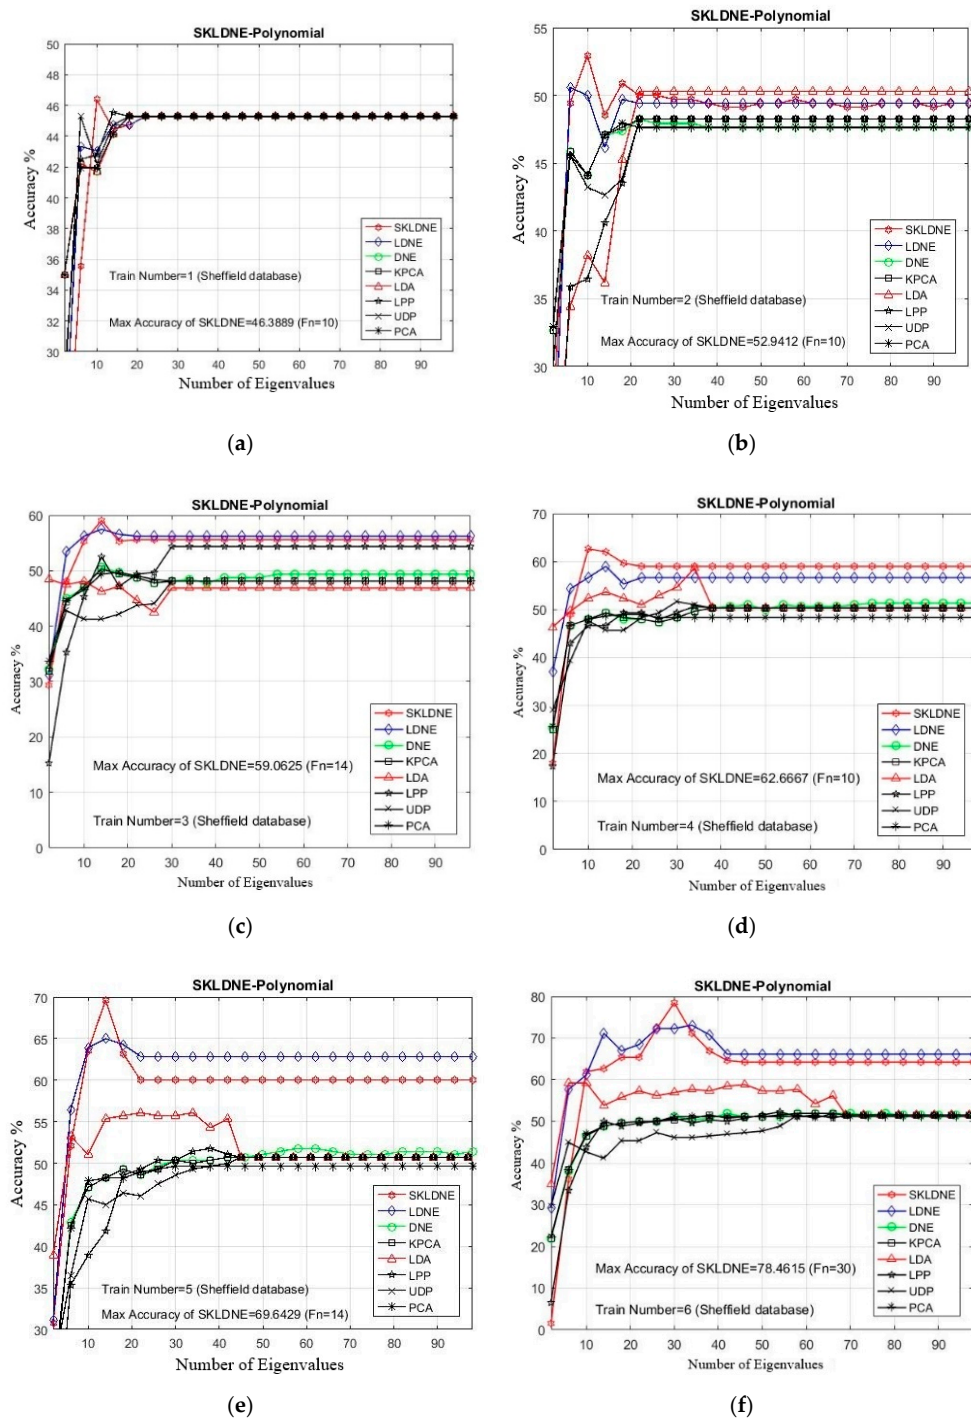 SKLDNE-Polynomial
50
48
46
44
42
40
38
36
34
32
30
Accuracy %
10 20 30 40 50 60 70 80 90
Number of Eigenvalues
SKLDNE
LDNE
DNE
KPCA
LDA
LPP
UDP
PCA
Train Number=1 (Sheffield database)
Max Accuracy of SKLDNE=46.3889 (Fn=10)
(a)
SKLDNE-Polynomial
55
50
45
40
35
30
Accuracy %
10 20 30 40 50 60 70 80 90
Number of Eigenvalues
SKLDNE
LDNE
DNE
KPCA
LDA
LPP
UDP
PCA
Train Number=2 (Sheffield database)
Max Accuracy of SKLDNE=52.9412 (Fn=10)
(b)
SKLDNE-Polynomial
60
50
40
30
20
10
0
Accuracy %
10 20 30 40 50 60 70 80 90
Number of Eigenvalues
SKLDNE
LDNE
DNE
KPCA
LDA
LPP
UDP
PCA
Max Accuracy of SKLDNE=59.0625 (Fn=14)
Train Number=3 (Sheffield database)
(c)
SKLDNE-Polynomial
70
60
50
40
30
20
10
0
Accuracy %
10 20 30 40 50 60 70 80 90
Number of Eigenvalues
SKLDNE
LDNE
DNE
KPCA
LDA
LPP
UDP
PCA
Max Accuracy of SKLDNE=62.6667 (Fn=10)
Train Number=4 (Sheffield database)
(d)
SKLDNE-Polynomial
70
65
60
55
50
45
40
35
30
Accuracy %
10 20 30 40 50 60 70 80 90
Number of Eigenvalues
SKLDNE
LDNE
DNE
KPCA
LDA
LPP
UDP
PCA
Train Number=5 (Sheffield database)
Max Accuracy of SKLDNE=69.6429 (Fn=14)
(e)
SKLDNE-Polynomial
80
70
60
50
40
30
20
10
0
Accuracy %
10 20 30 40 50 60 70 80 90
Number of Eigenvalues
SKLDNE
LDNE
DNE
KPCA
LDA
LPP
UDP
PCA
Max Accuracy of SKLDNE=78.4615 (Fn=30)
Train Number=6 (Sheffield database)
(f)